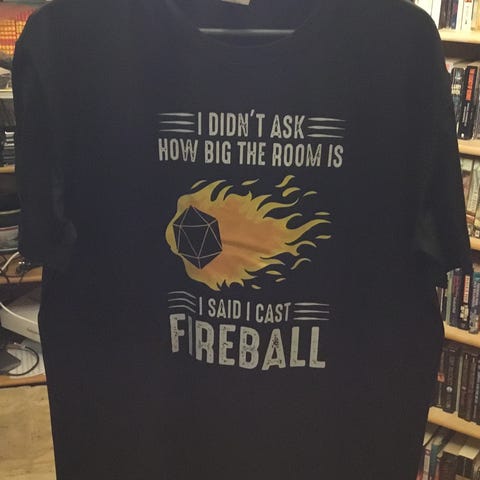 I DIDN'T ASK
HOW BIG THE ROOM IS
I SAID I CAST
FIREBALL